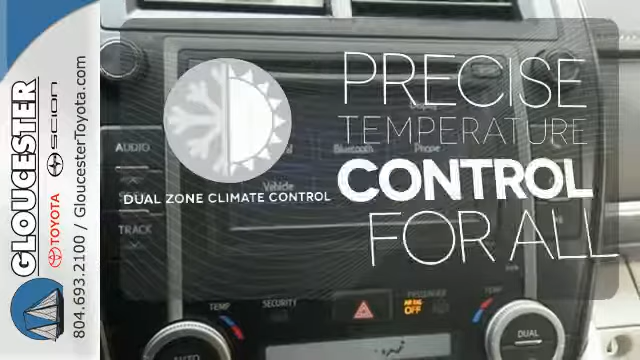 GLOUCESTER
TOYOTA SCION
804.693.2100 / GloucesterToyota.com
PRECISE
TEMPERATURE
CONTROL
FOR ALL
DUAL ZONE CLIMATE CONTROL
AUDIO
Bluetooth
Phone
Vehicle
TRACK
TEMP
SECURITY
PASSENGER
AIR BAG
OFF
TEMP
AUTO
DUAL